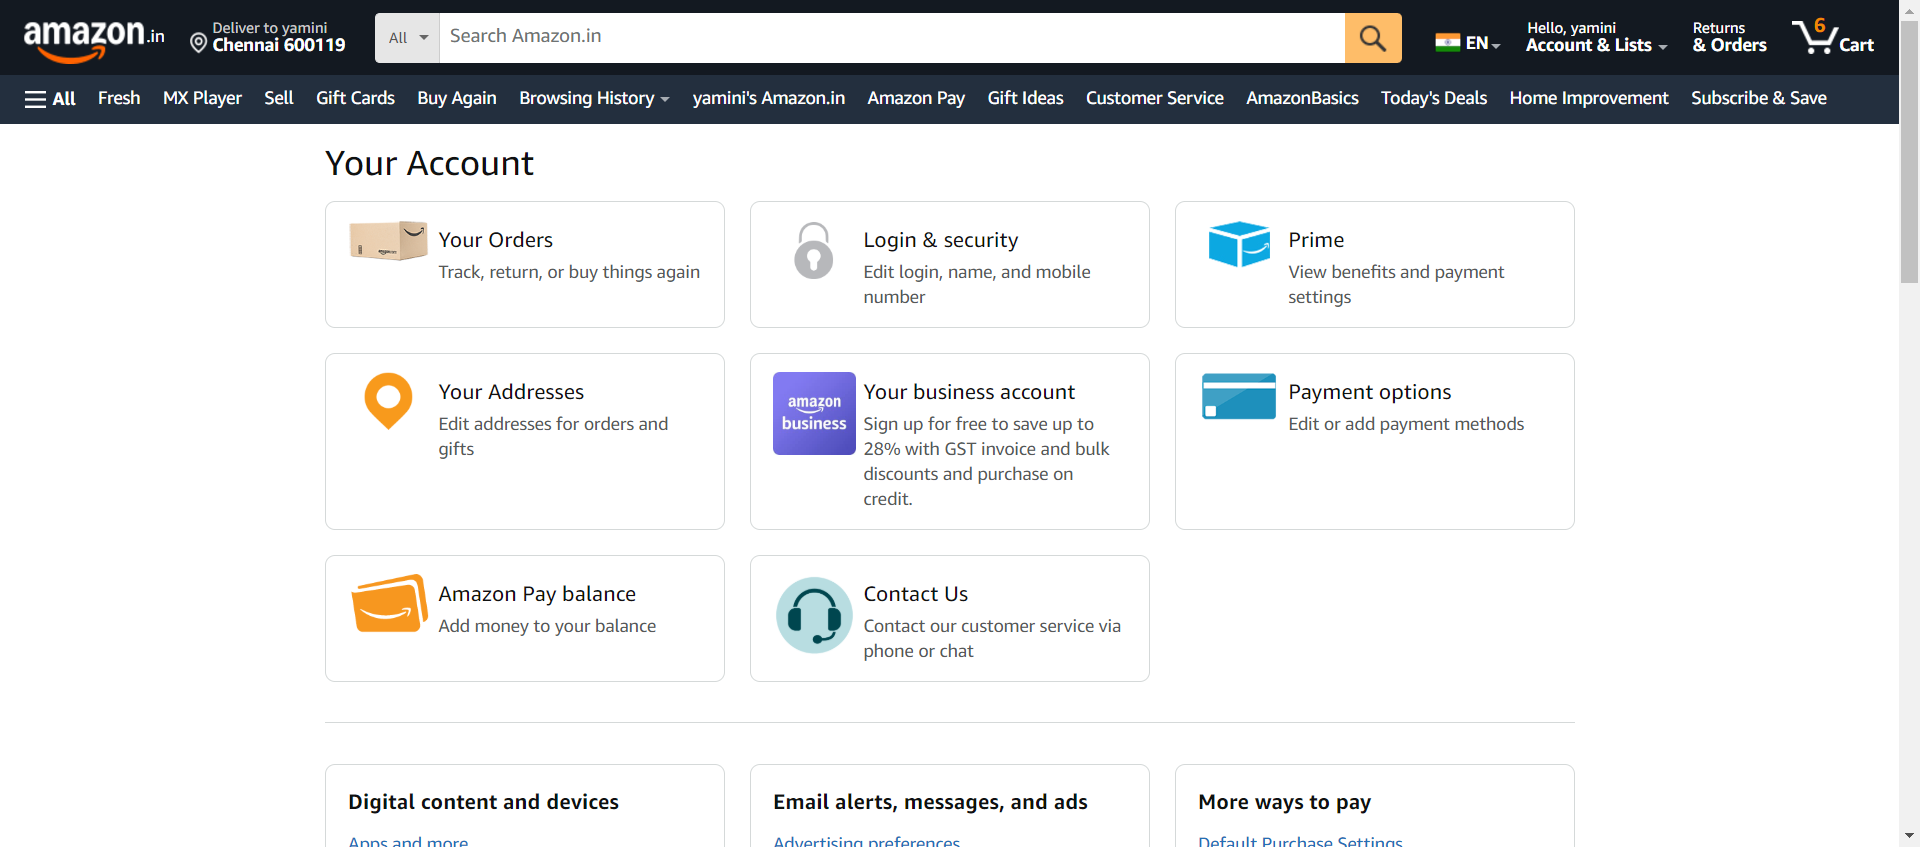 amazon.in
Deliver to yamini
Chennai 600119
All
Search Amazon.in
EN
Hello, yamini
Account & Lists
Returns
& Orders
6
Cart
All Fresh MX Player Sell Gift Cards Buy Again Browsing History yamini's Amazon.in Amazon Pay Gift Ideas Customer Service AmazonBasics Today's Deals Home Improvement Subscribe & Save
Your Account
Your Orders
Track, return, or buy things again
Login & security
Edit login, name, and mobile
number
Prime
View benefits and payment
settings
Your Addresses
Edit addresses for orders and
gifts
amazon
business
Your business account
Sign up for free to save up to
28% with GST invoice and bulk
discounts and purchase on
credit.
Payment options
Edit or add payment methods
Amazon Pay balance
Add money to your balance
Contact Us
Contact our customer service via
phone or chat
Digital content and devices
Apps and more
Email alerts, messages, and ads
Advertising preferences
More ways to pay
Default Purchase Settings